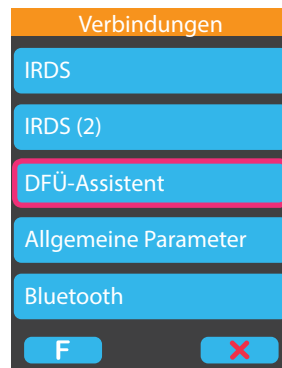 Verbindungen
IRDS
IRDS (2)
DFÜ-Assistent
Allgemeine Parameter
Bluetooth
F